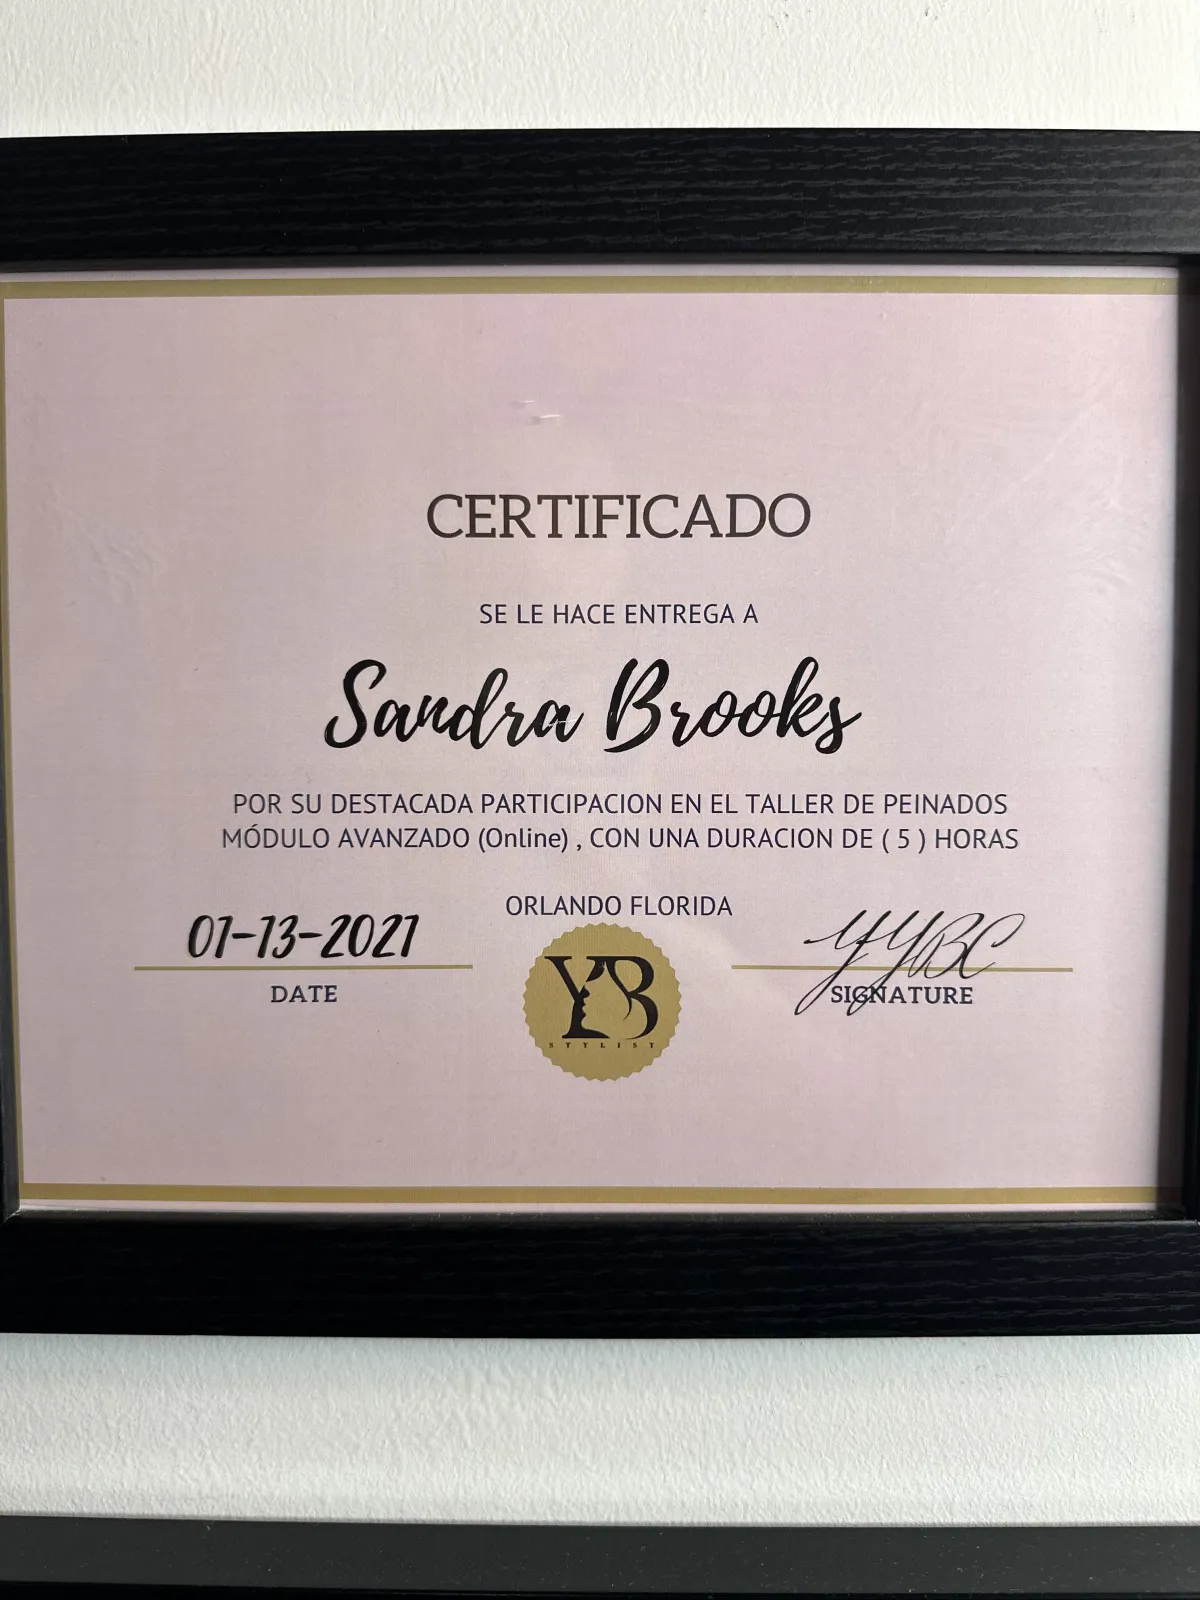 CERTIFICADO
SE LE HACE ENTREGA A
Sandra Brooks
POR SU DESTACADA PARTICIPACION EN EL TALLER DE PEINADOS
MÓDULO AVANZADO (Online) , CON UNA DURACION DE ( 5 ) HORAS
ORLANDO FLORIDA
01-13-2021
DATE
YYBC
SIGNATURE
YB
STYLIST